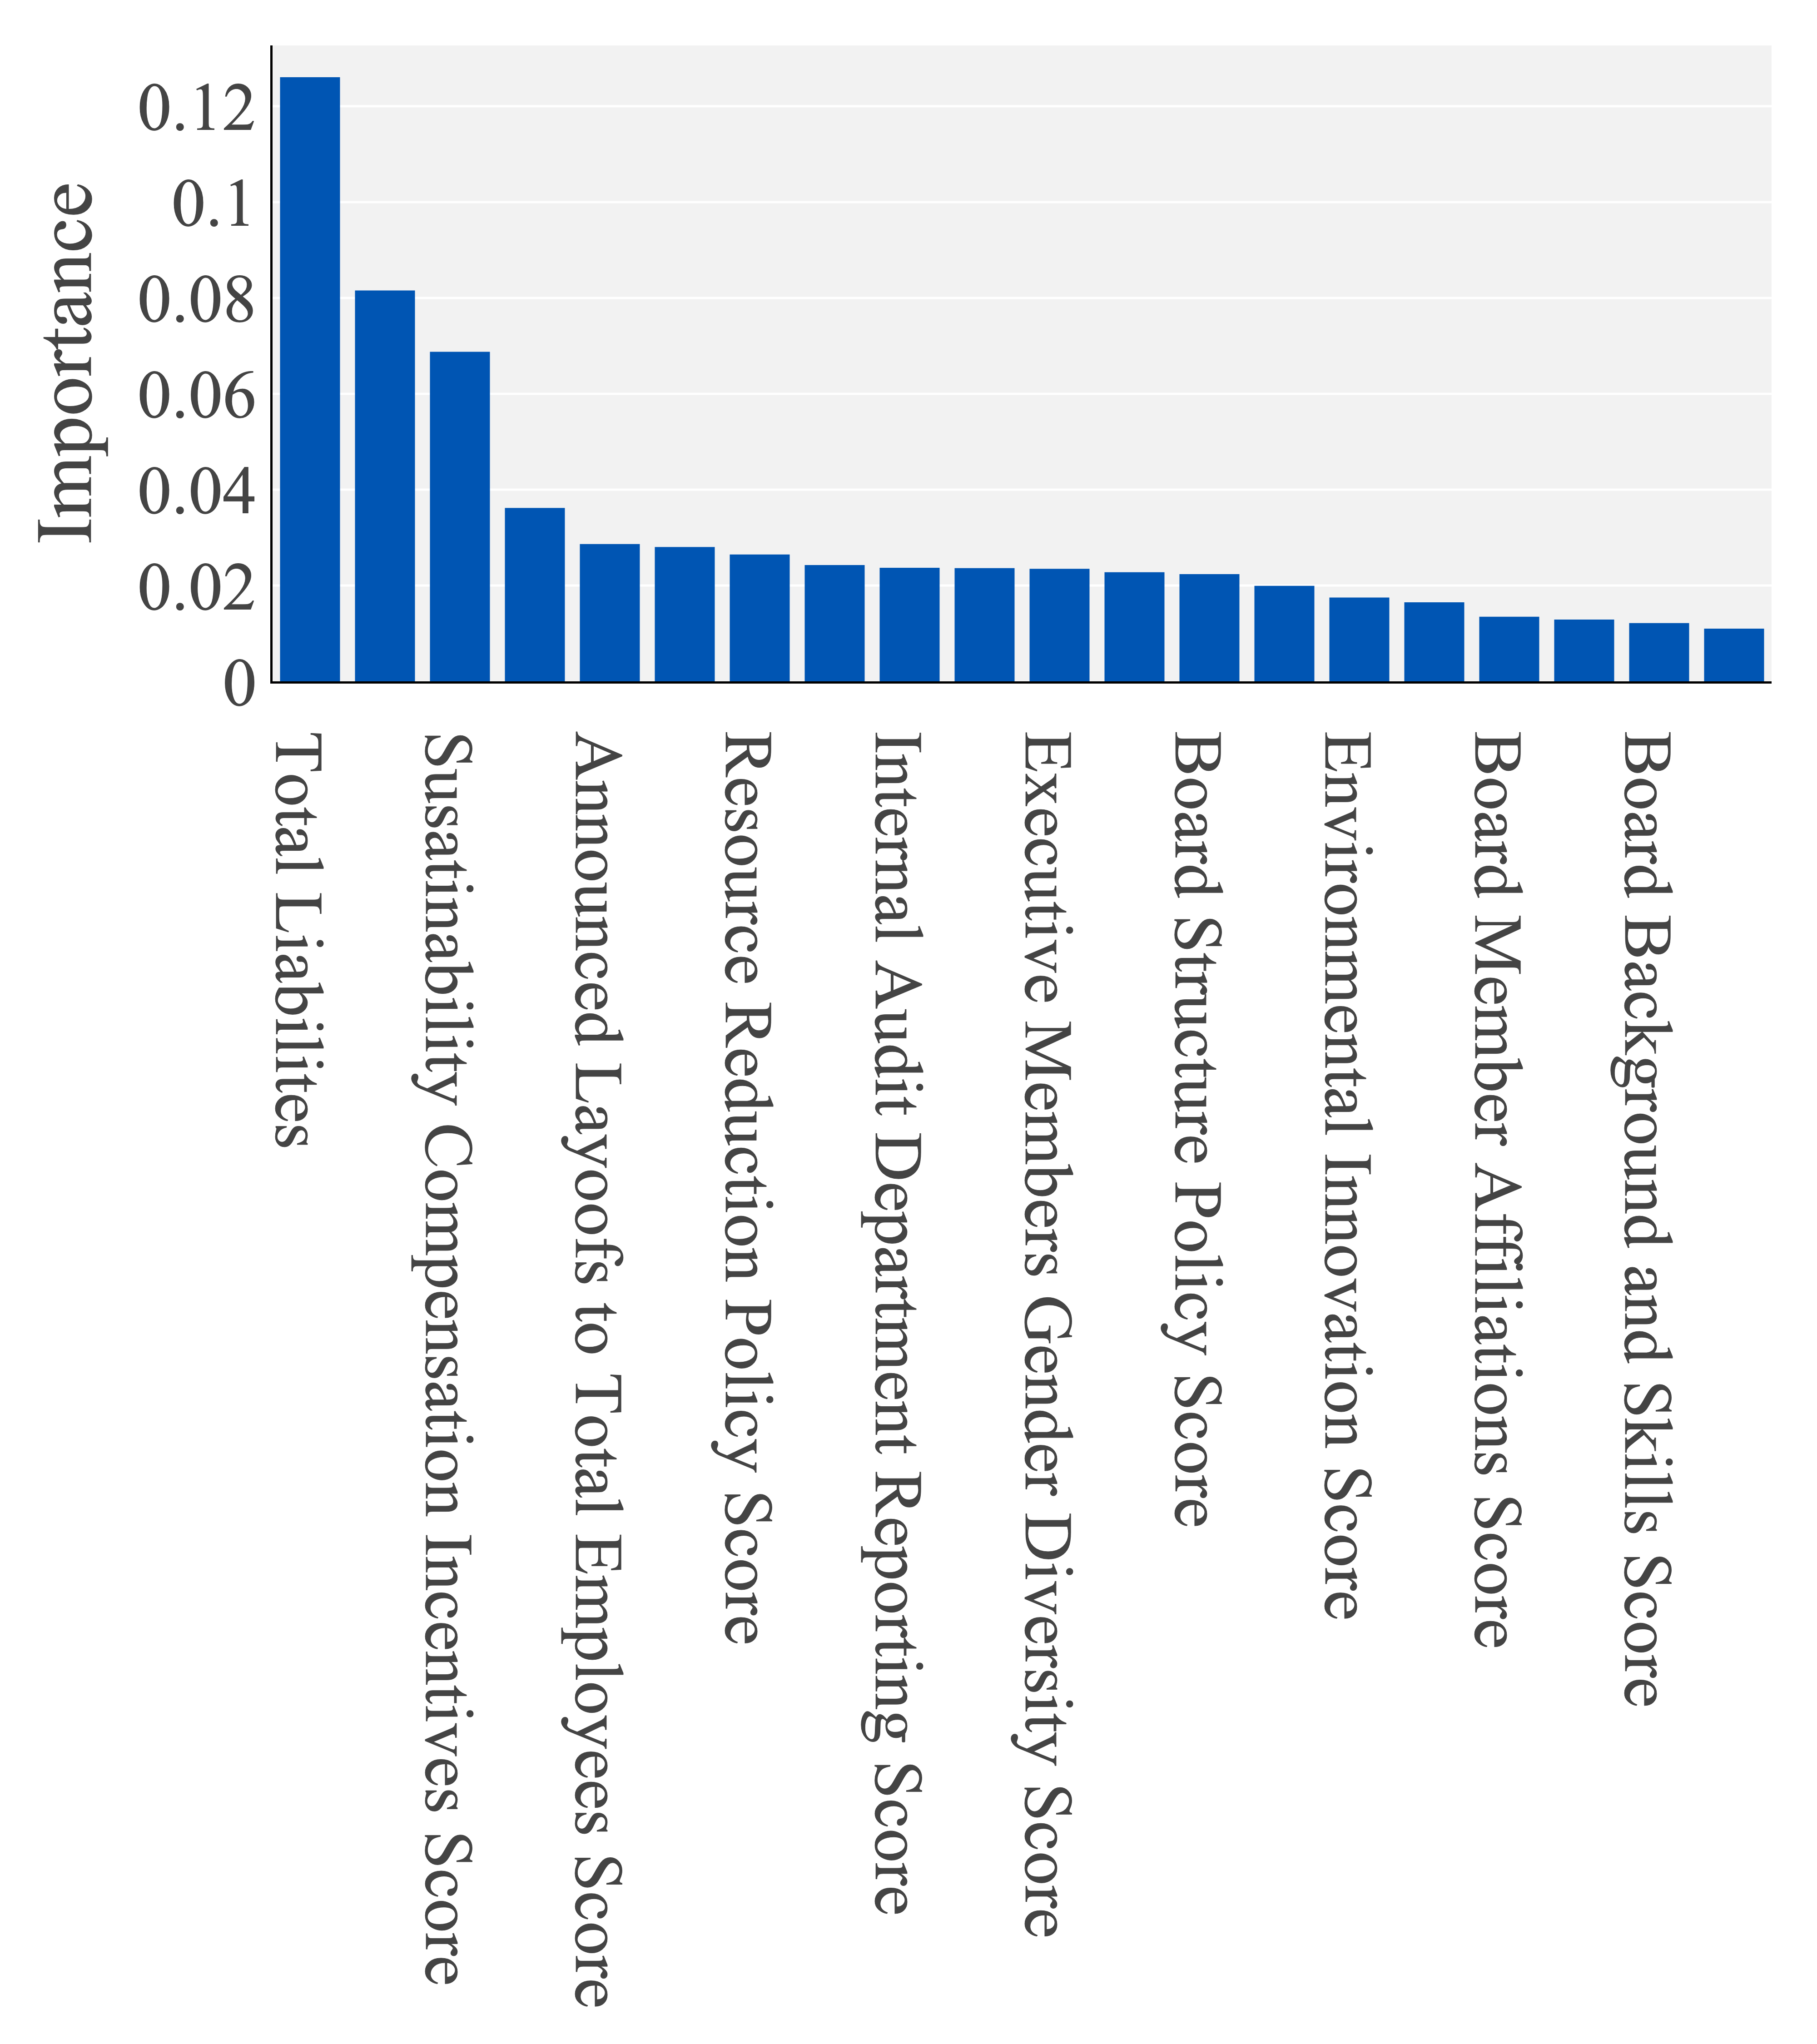 Importance
0.12
0.1
0.08
0.06
0.04
0.02
0
Total Liabilites
Susatinability Compensation Incentives Score
Announced Layoofs to Total Employees Score
Resource Reduction Policy Score
Internal Audit Department Reporting Score
Executive Members Gender Diversity Score
Board Structure Policy Score
Environmental Innovation Score
Board Member Affiliations Score
Board Background and Skills Score